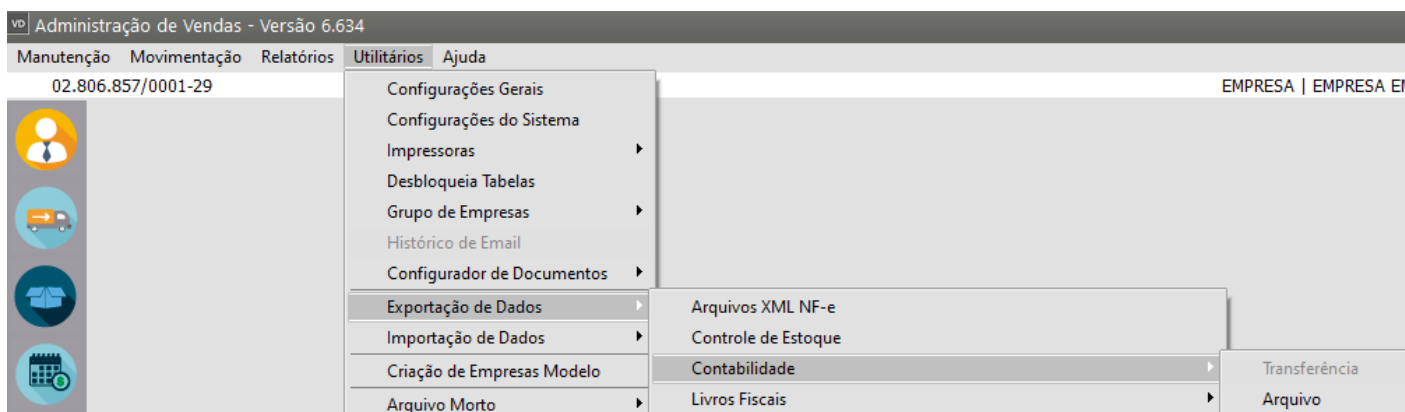 VD Administração de Vendas - Versão 6.634
Manutenção Movimentação Relatórios Utilitários Ajuda
02.806.857/0001-29 EMPRESA | EMPRESA EM
Configurações Gerais
Configurações do Sistema
Impressoras
Desbloqueia Tabelas
Grupo de Empresas
Histórico de Email
Configurador de Documentos
Exportação de Dados Arquivos XML NF-e
Importação de Dados Controle de Estoque
Criação de Empresas Modelo Contabilidade Transferência
Arquivo Morto Livros Fiscais Arquivo